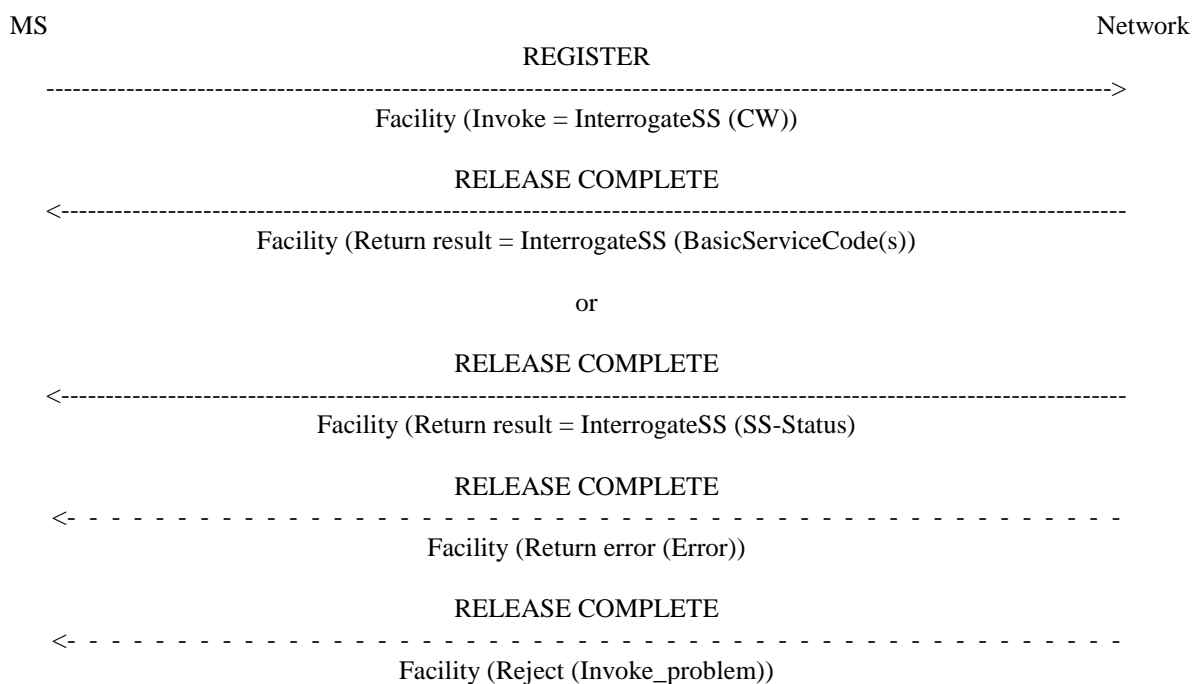 MS Network
REGISTER
------------------------------------------------------------------------------------------------------------------------>
Facility (Invoke = InterrogateSS (CW))
RELEASE COMPLETE
<------------------------------------------------------------------------------------------------------------------------
Facility (Return result = InterrogateSS (BasicServiceCode(s))
or
RELEASE COMPLETE
<------------------------------------------------------------------------------------------------------------------------
Facility (Return result = InterrogateSS (SS-Status)
RELEASE COMPLETE
<- - - - - - - - - - - - - - - - - - - - - - - - - - - - - - - - - - - - - - - - - - - - - - - -
Facility (Return error (Error))
RELEASE COMPLETE
<- - - - - - - - - - - - - - - - - - - - - - - - - - - - - - - - - - - - - - - - - - - - - - - -
Facility (Reject (Invoke_problem))